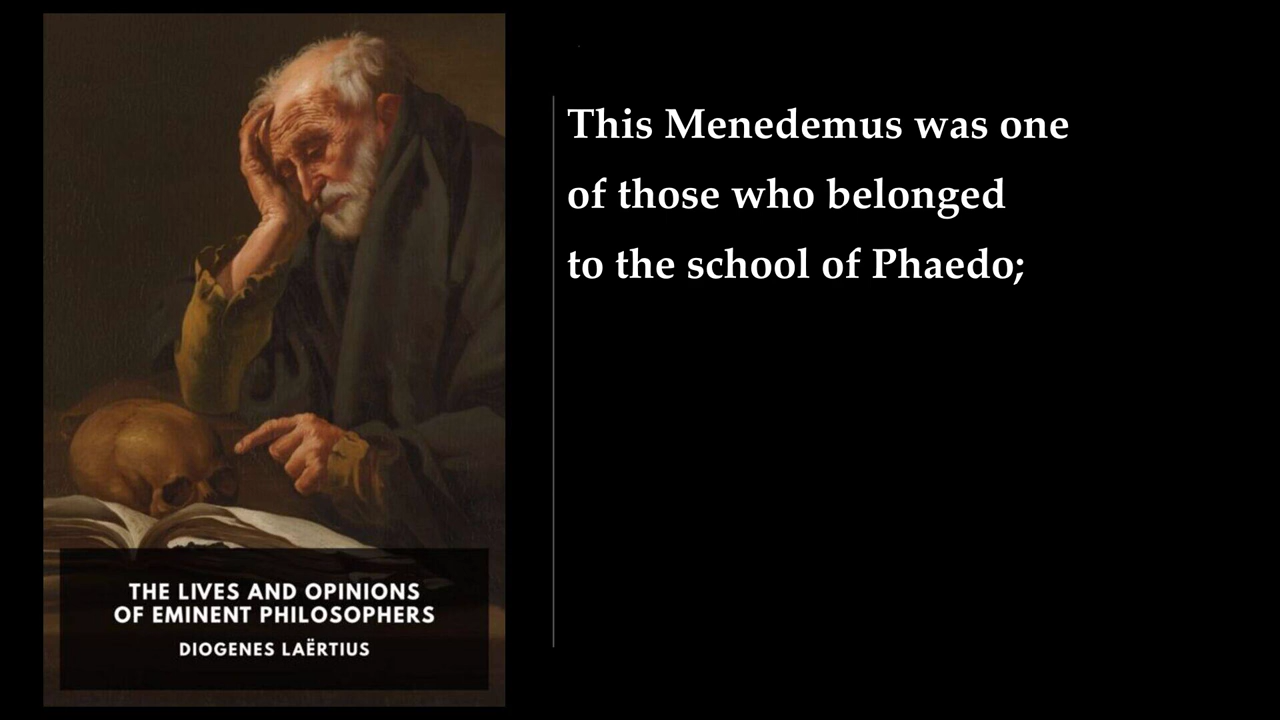 This Menedemus was one
of those who belonged
to the school of Phaedo;
THE LIVES AND OPINIONS
OF EMINENT PHILOSOPHERS
DIOGENES LAËRTIUS